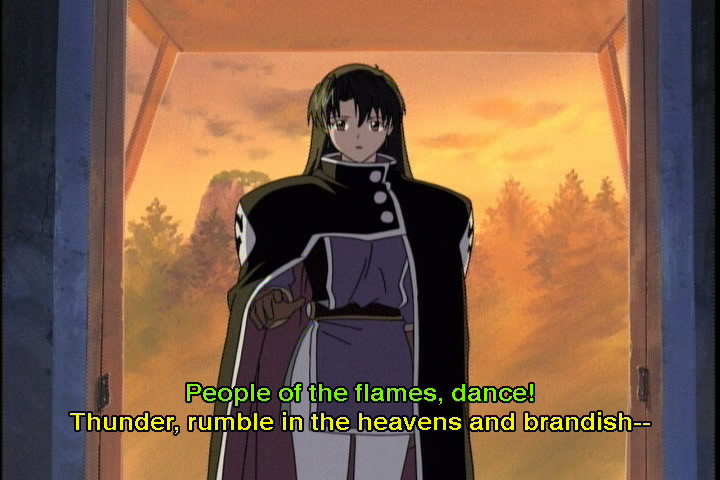 People of the flames, dance!
Thunder, rumble in the heavens and brandish--